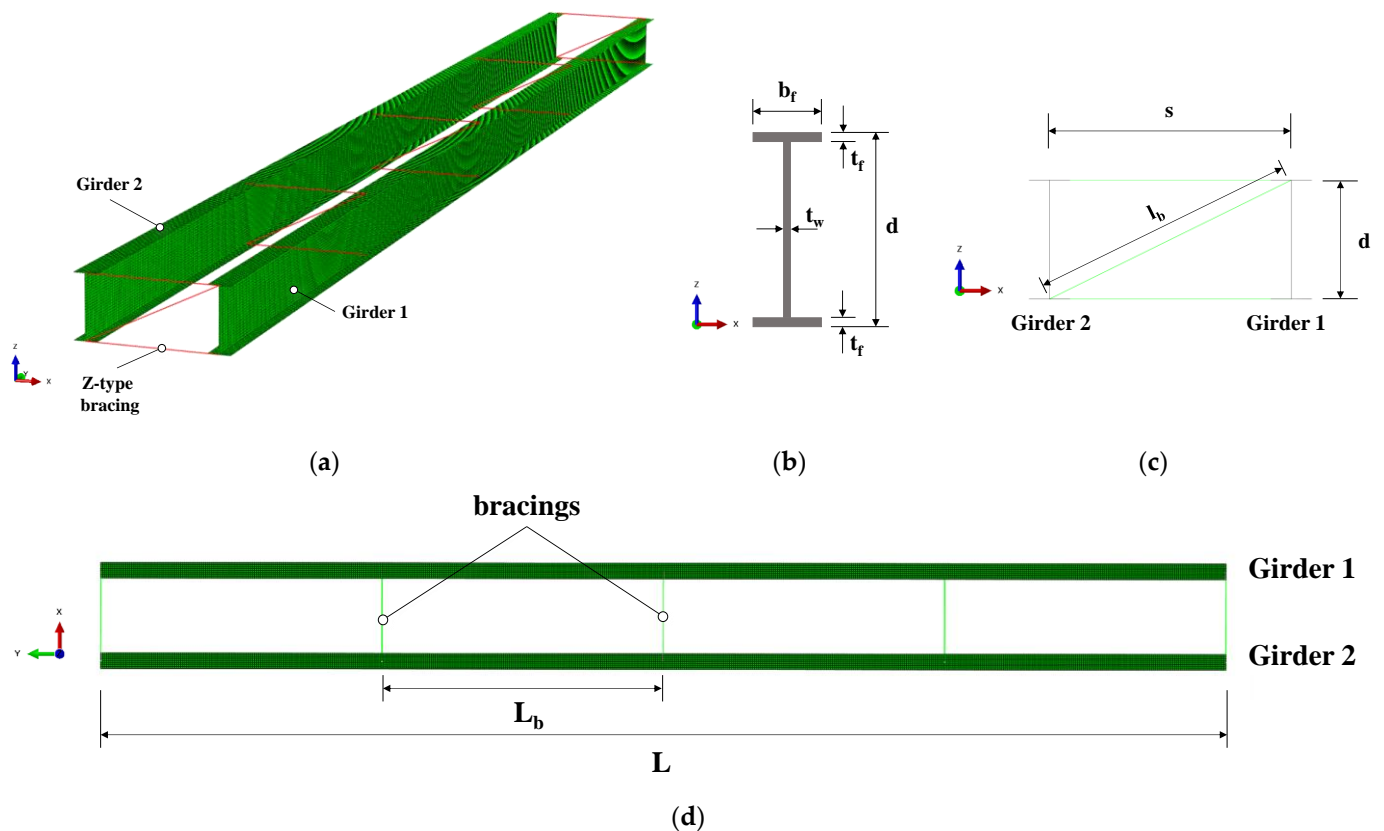 Girder 2
Girder 1
Z-type
bracing
z
Y
x
(a)
b_f
t_f
t_w
d
t_f
z
x
(b)
s
l_b
d
z
x
Girder 2
Girder 1
(c)
bracings
Girder 1
Girder 2
X
Y
L_b
L
(d)